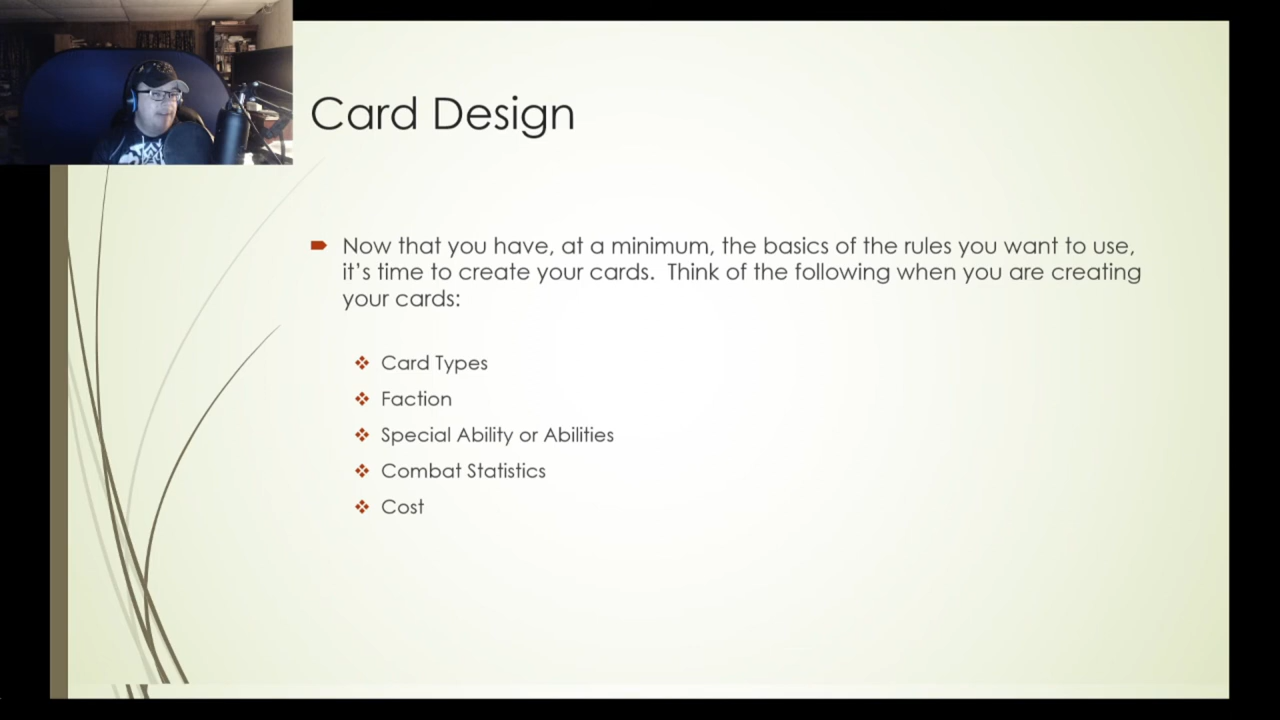 Card Design
Now that you have, at a minimum, the basics of the rules you want to use,
it's time to create your cards.  Think of the following when you are creating
your cards:
Card Types
Faction
Special Ability or Abilities
Combat Statistics
Cost